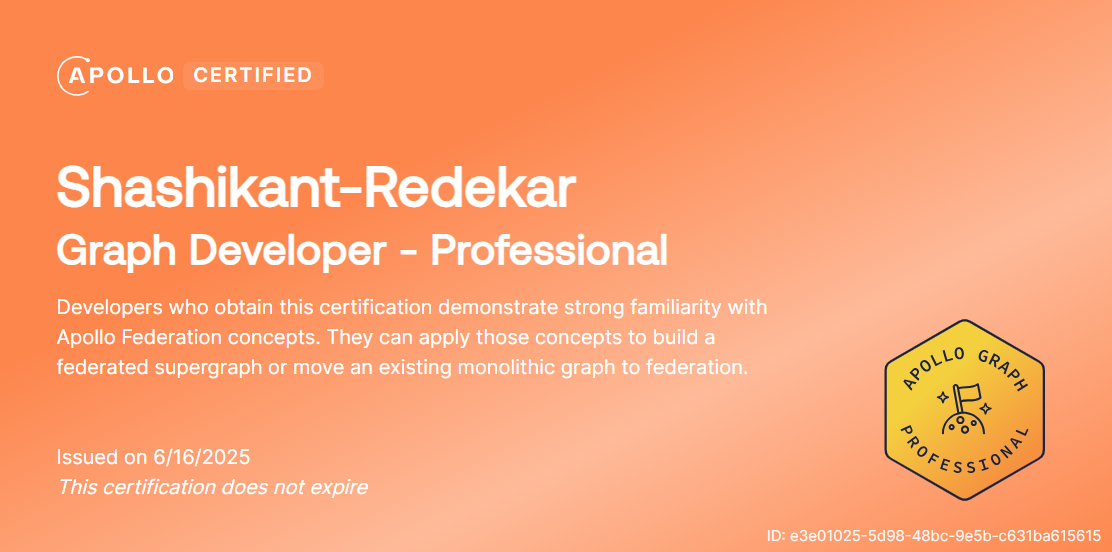 APOLLO CERTIFIED
Shashikant-Redekar
Graph Developer - Professional
Developers who obtain this certification demonstrate strong familiarity with
Apollo Federation concepts. They can apply those concepts to build a
federated supergraph or move an existing monolithic graph to federation.
APOLLO GRAPH
PROFESSIONAL
Issued on 6/16/2025
This certification does not expire
ID: e3e01025-5d98-48bc-9e5b-c631ba615615